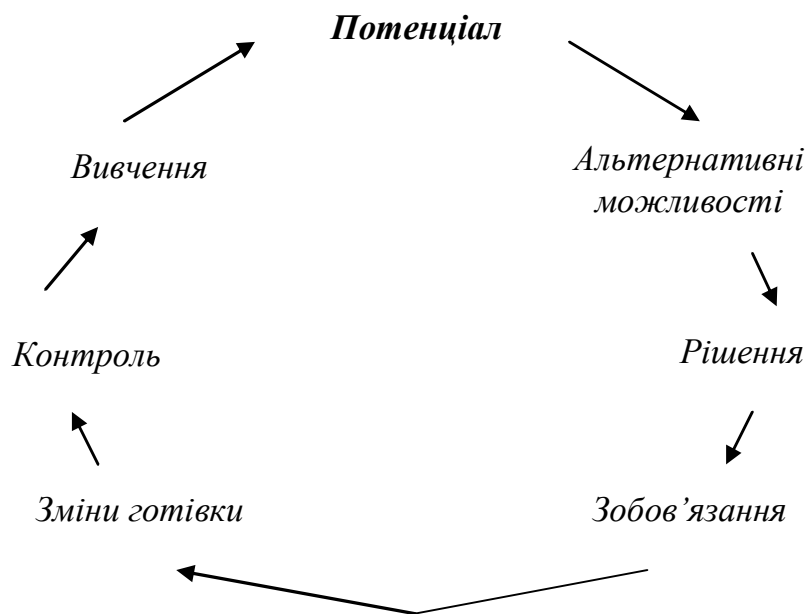 Потенціал
Вивчення
Альтернативні
можливості
Контроль
Рішення
Зміни готівки
Зобов’язання